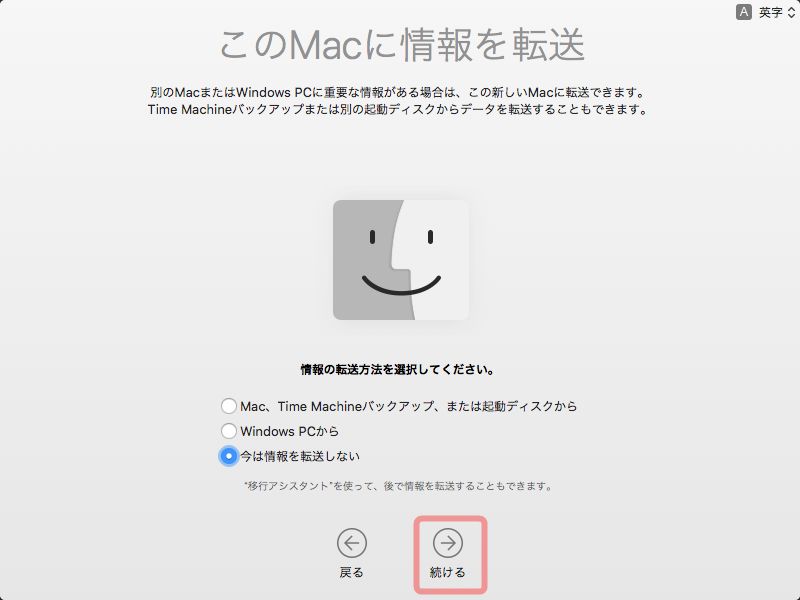 A 英字
このMacに情報を転送
別のMacまたはWindows PCに重要な情報がある場合は、この新しいMacに転送できます。
Time Machineバックアップまたは別の起動ディスクからデータを転送することもできます。
情報の転送方法を選択してください。
Mac、Time Machineバックアップ、または起動ディスクから
Windows PCから
今は情報を転送しない
“移行アシスタント”を使って、後で情報を転送することもできます。
戻る
続ける